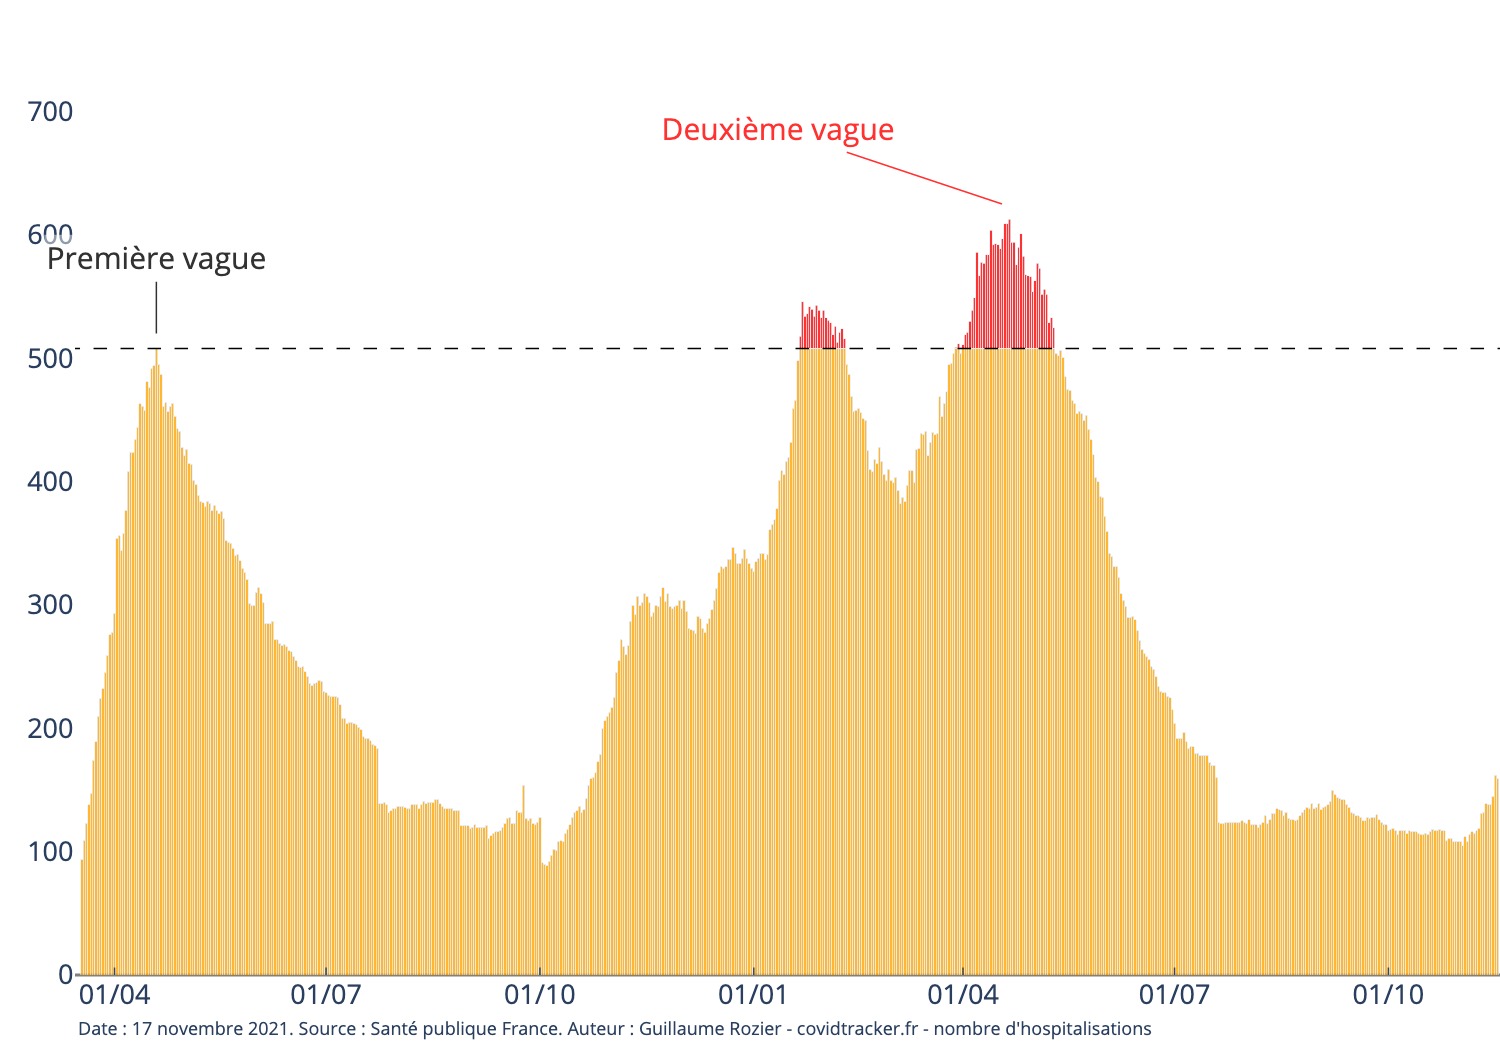 700
Deuxième vague
600
Première vague
500
400
300
200
100
0
01/04 01/07 01/10 01/01 01/04 01/07 01/10
Date : 17 novembre 2021. Source : Santé publique France. Auteur : Guillaume Rozier - covidtracker.fr - nombre d'hospitalisations